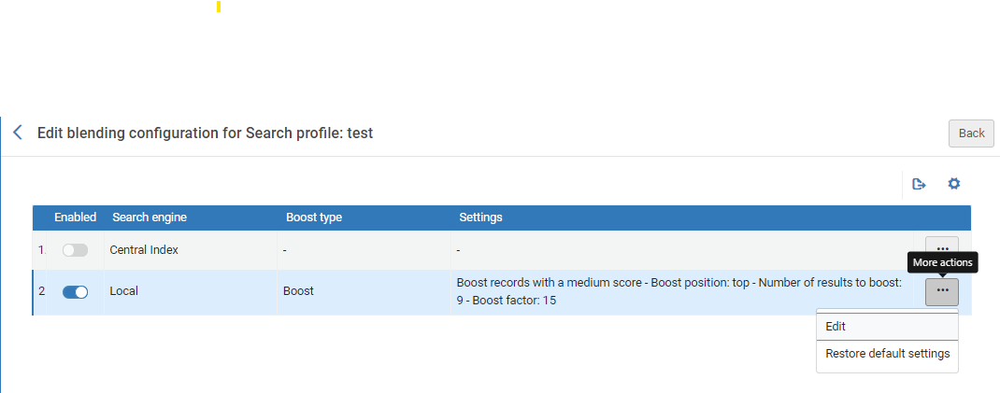 Edit blending configuration for Search profile: test
Back
Enabled Search engine Boost type Settings
1. Central Index - - ...
More actions
2 Local Boost Boost records with a medium score - Boost position: top - Number of results to boost:
9 - Boost factor: 15 ...
Edit
Restore default settings